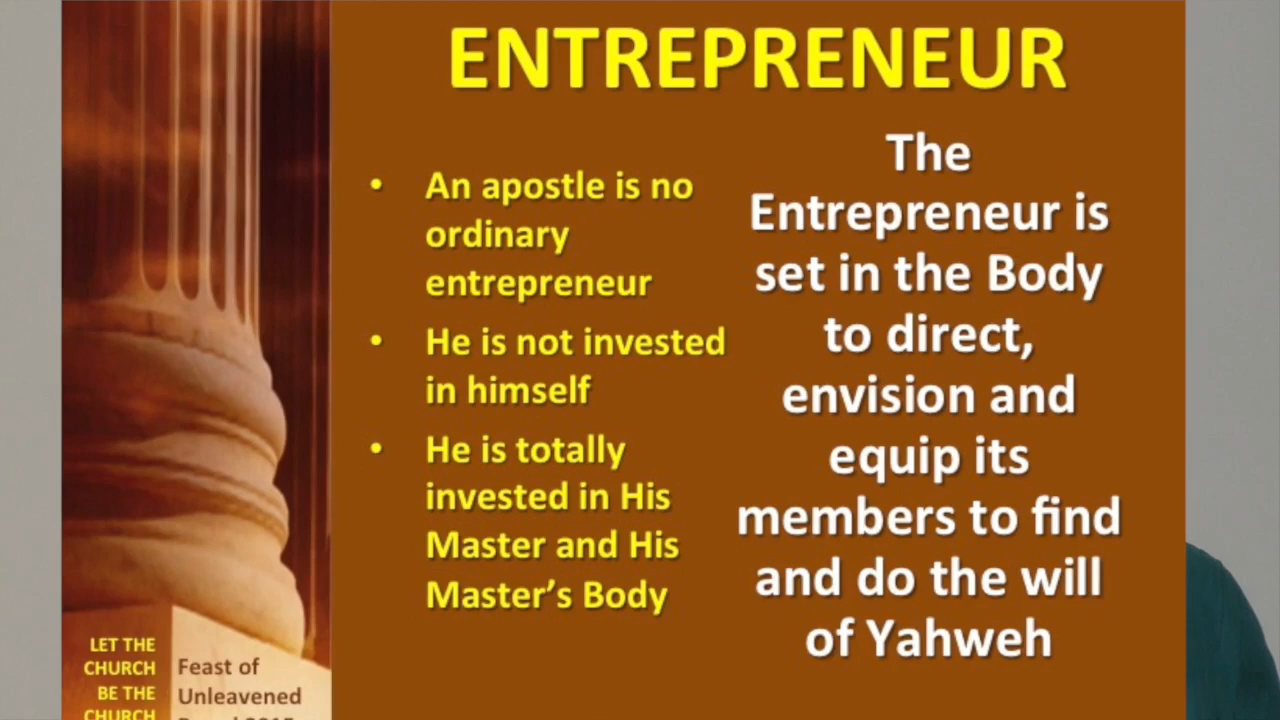 ENTREPRENEUR
• An apostle is no
ordinary
entrepreneur
• He is not invested
in himself
• He is totally
invested in His
Master and His
Master’s Body
The
Entrepreneur is
set in the Body
to direct,
envision and
equip its
members to find
and do the will
of Yahweh
LET THE
CHURCH
BE THE
CHURCH
Feast of
Unleavened